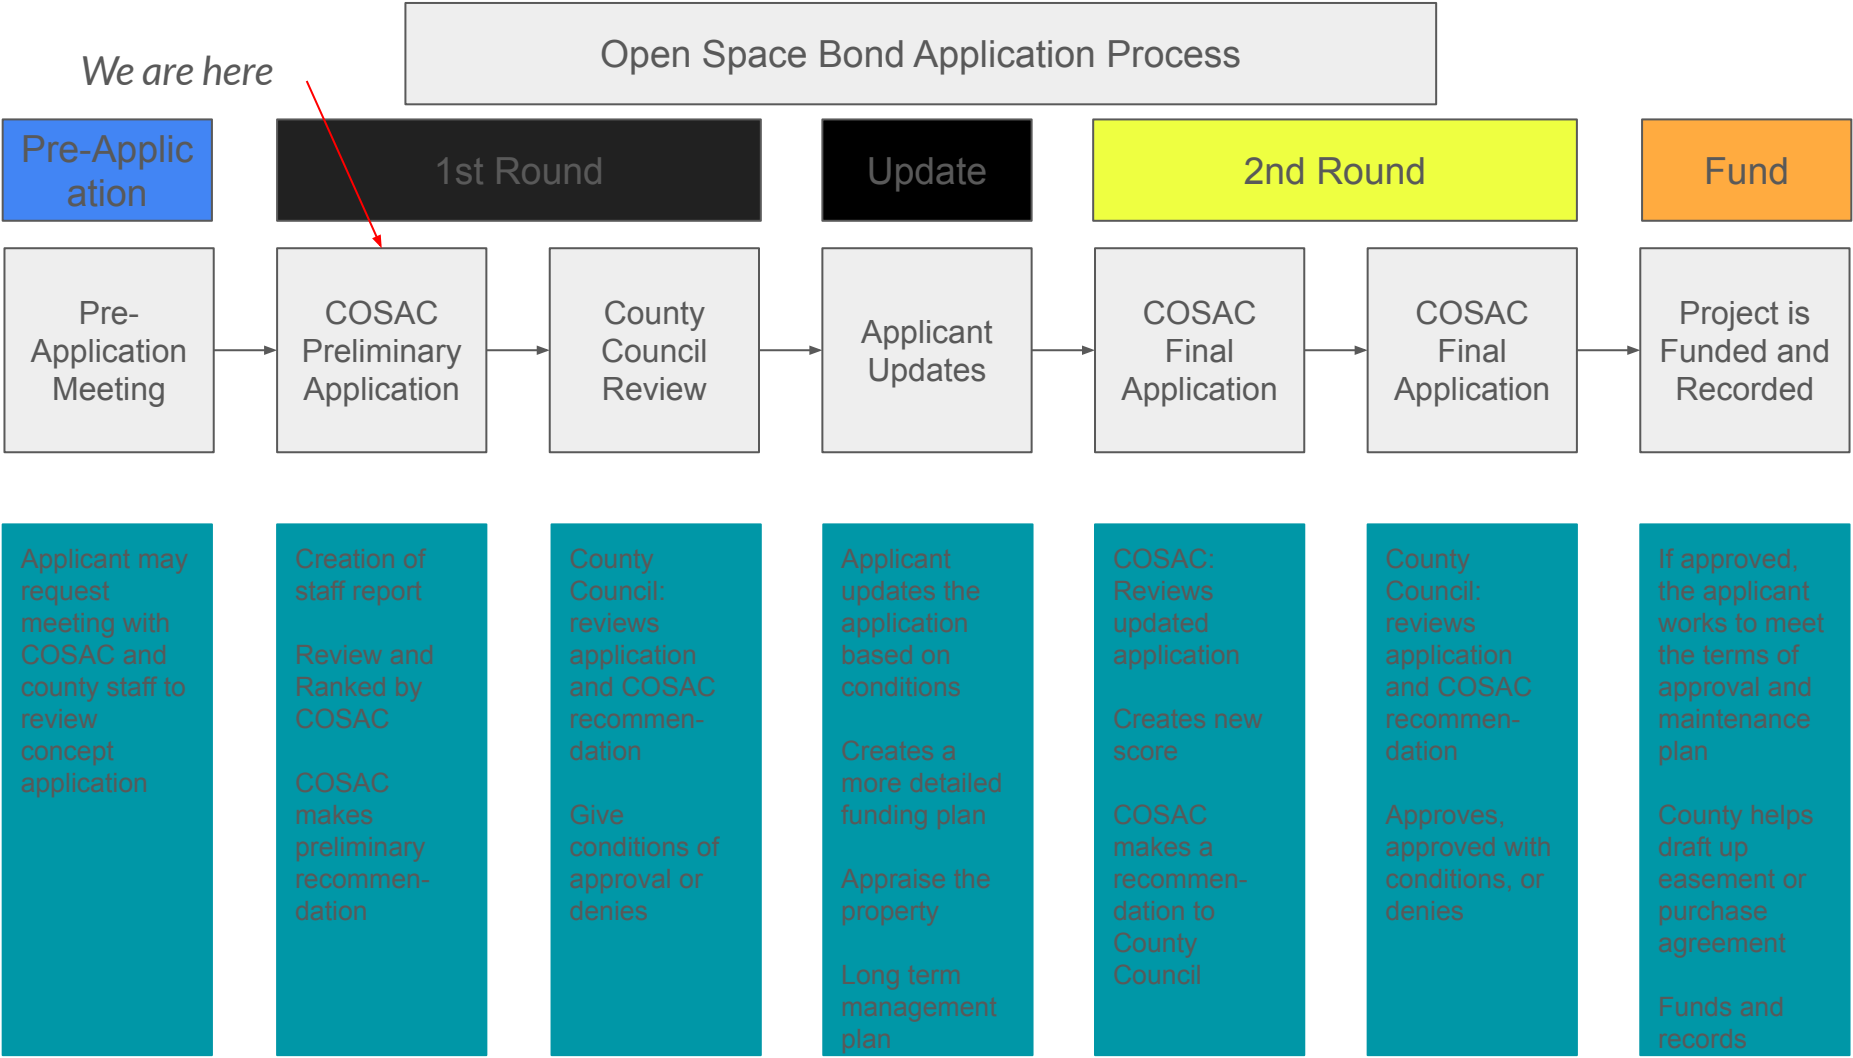 Open Space Bond Application Process
We are here
Pre-Applic
ation
1st Round
Update
2nd Round
Fund
Pre-
Application
Meeting
COSAC
Preliminary
Application
County
Council
Review
Applicant
Updates
COSAC
Final
Application
COSAC
Final
Application
Project is
Funded and
Recorded
Applicant may
request
meeting with
COSAC and
county staff to
review
concept
application
Creation of
staff report
Review and
Ranked by
COSAC
COSAC
makes
preliminary
recommen-
dation
County
Council:
reviews
application
and COSAC
recommen-
dation
Give
conditions of
approval or
denies
Applicant
updates the
application
based on
conditions
Creates a
more detailed
funding plan
Appraise the
property
Long term
management
plan
COSAC:
Reviews
updated
application
Creates new
score
COSAC
makes a
recommen-
dation to
County
Council
County
Council:
reviews
application
and COSAC
recommen-
dation
Approves,
approved with
conditions, or
denies
If approved,
the applicant
works to meet
the terms of
approval and
maintenance
plan
County helps
draft up
easement or
purchase
agreement
Funds and
records